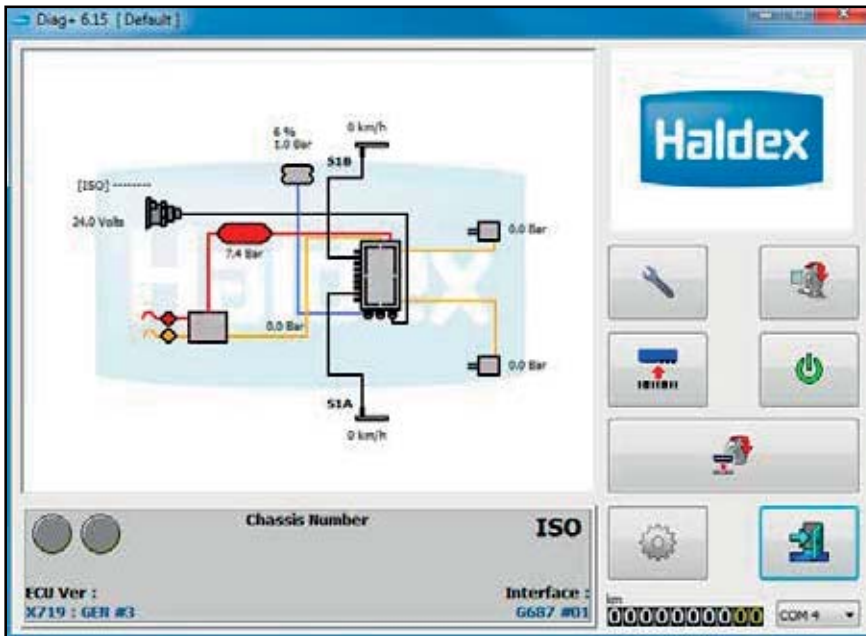 Diag+ 6.15 [ Default ]
6 %
1.0 Bar
0 km/h
S1B
[ISO] --------
24.0 Volts
7.4 Bar
0.0 Bar
0.0 Bar
0.0 Bar
S1A
0 km/h
Haldex
Haldex
Chassis Number
ISO
ECU Ver :
X719 : GEN #3
Interface :
G687 #01
km
0000000000
COM 4